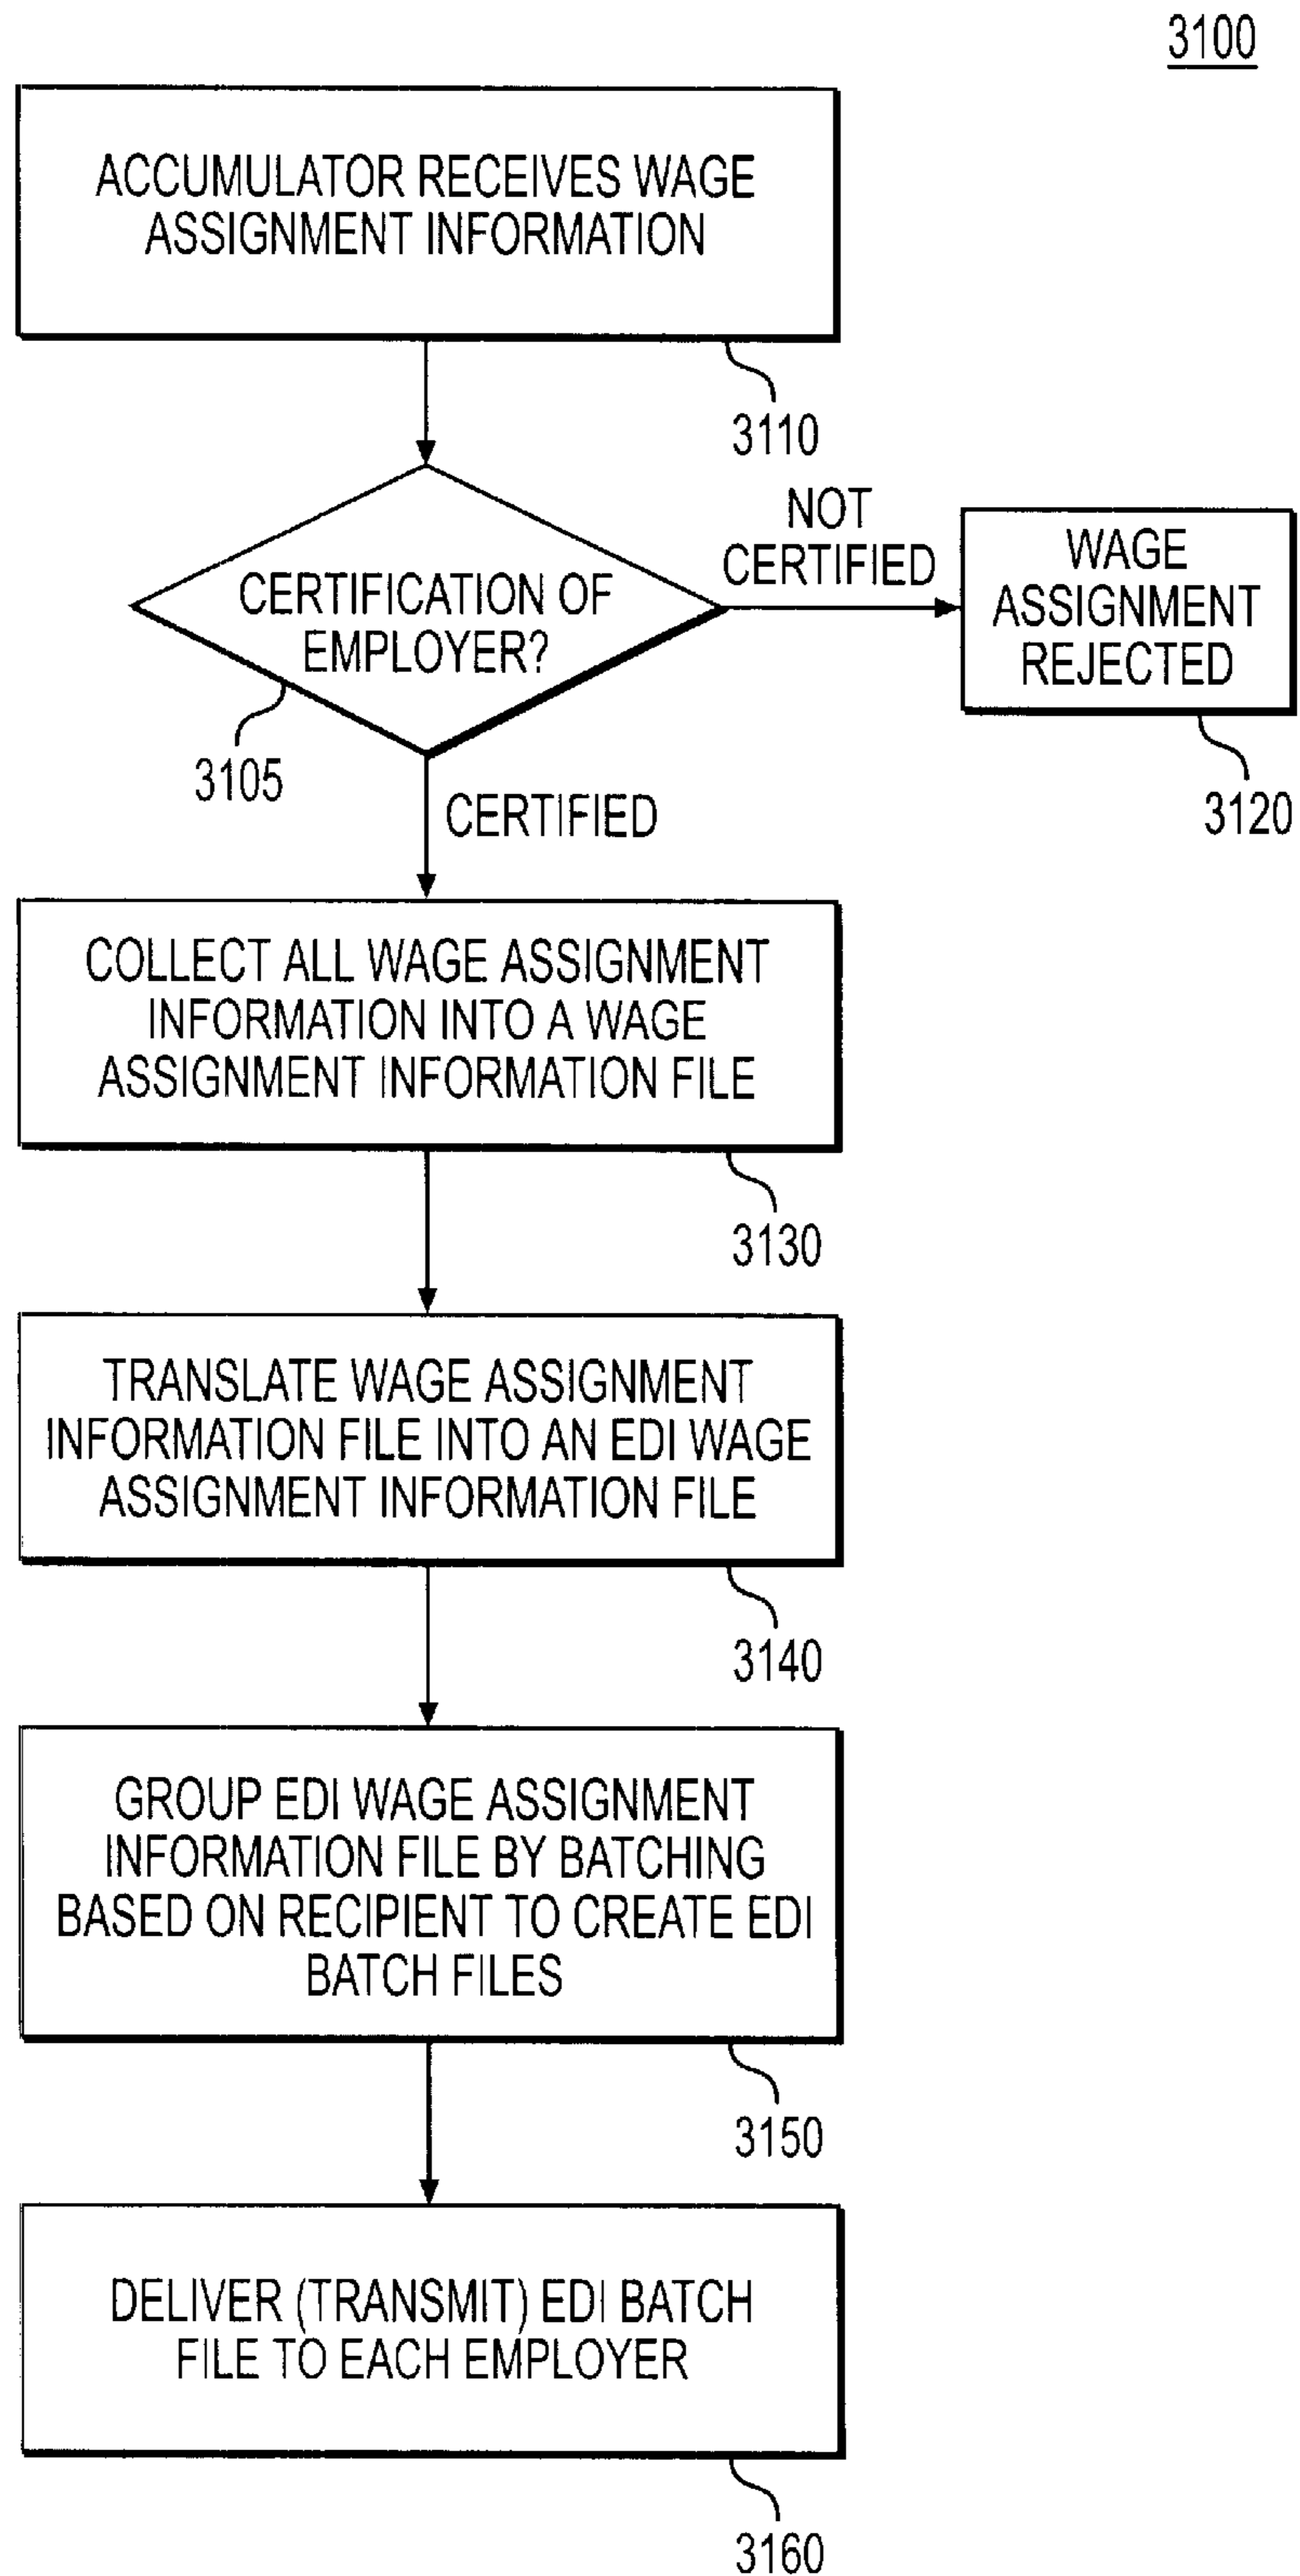 3100
ACCUMULATOR RECEIVES WAGE
ASSIGNMENT INFORMATION
3110
CERTIFICATION OF
EMPLOYER?
3105
NOT
CERTIFIED
WAGE
ASSIGNMENT
REJECTED
3120
CERTIFIED
COLLECT ALL WAGE ASSIGNMENT
INFORMATION INTO A WAGE
ASSIGNMENT INFORMATION FILE
3130
TRANSLATE WAGE ASSIGNMENT
INFORMATION FILE INTO AN EDI WAGE
ASSIGNMENT INFORMATION FILE
3140
GROUP EDI WAGE ASSIGNMENT
INFORMATION FILE BY BATCHING
BASED ON RECIPIENT TO CREATE EDI
BATCH FILES
3150
DELIVER (TRANSMIT) EDI BATCH
FILE TO EACH EMPLOYER
3160